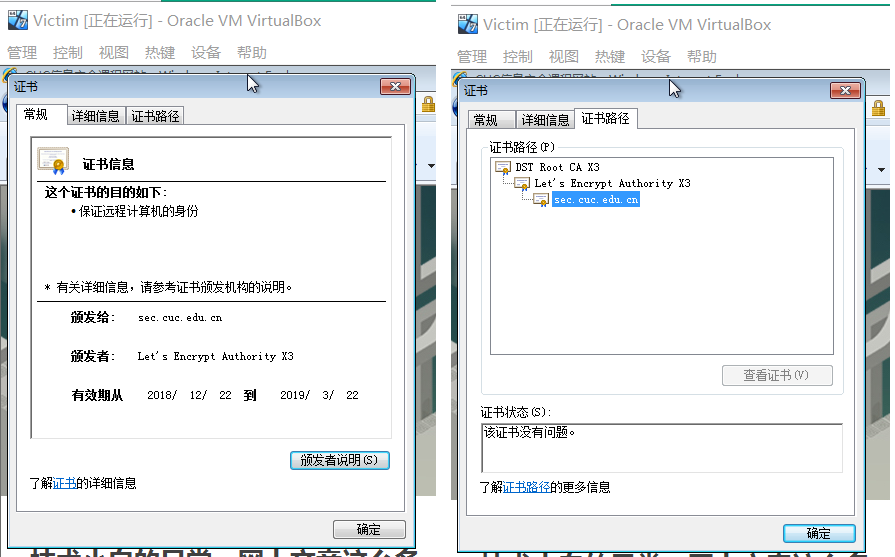 Victim [正在运行] - Oracle VM VirtualBox
管理 控制 视图 热键 设备 帮助
证书
常规 详细信息 证书路径
证书信息
这个证书的目的如下:
• 保证远程计算机的身份
* 有关详细信息，请参考证书颁发机构的说明。
颁发给: sec.cuc.edu.cn
颁发者: Let's Encrypt Authority X3
有效期从 2018/ 12/ 22 到 2019/ 3/ 22
颁发者说明(S)
了解证书的详细信息
确定
Victim [正在运行] - Oracle VM VirtualBox
管理 控制 视图 热键 设备 帮助
证书
常规 详细信息 证书路径
证书路径(P)
DST Root CA X3
Let's Encrypt Authority X3
sec.cuc.edu.cn
查看证书(V)
证书状态(S):
该证书没有问题。
了解证书路径的更多信息
确定